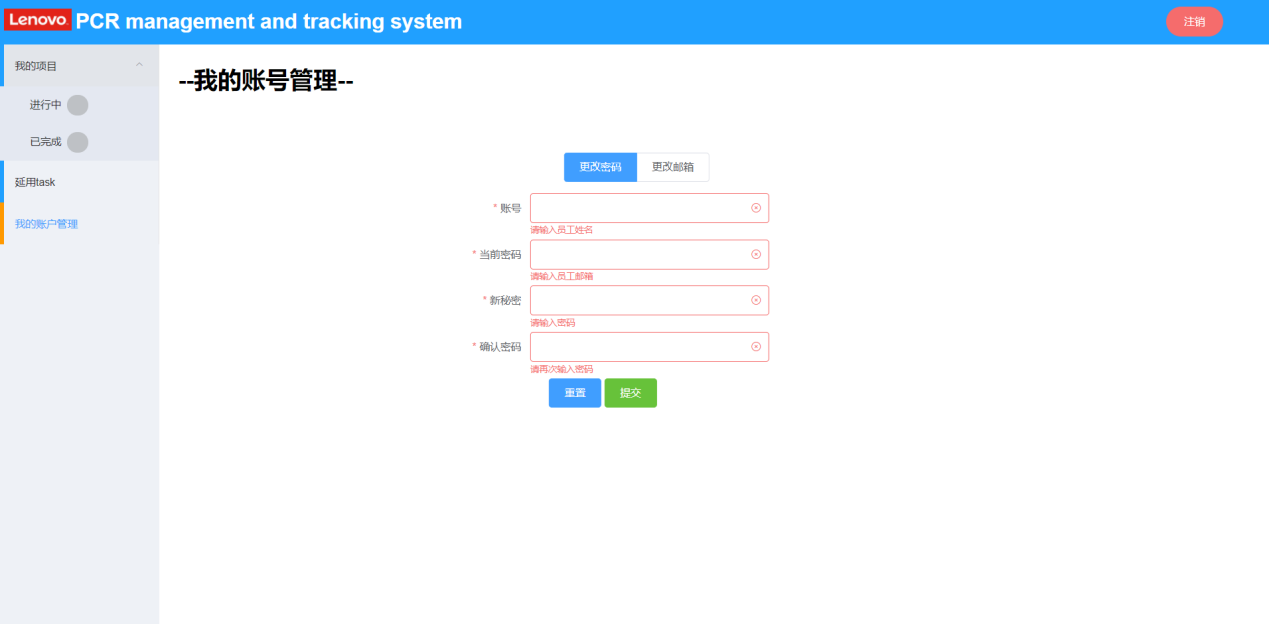 Lenovo PCR management and tracking system
注销
我的项目
进行中
已完成
延用task
我的账户管理
--我的账号管理--
更改密码 更改邮箱
* 账号
请输入员工姓名
* 当前密码
请输入员工邮箱
* 新秘密
请输入密码
* 确认密码
请再次输入密码
重置 提交